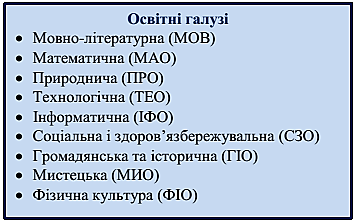 Освітні галузі
• Мовно-літературна (МОВ)
• Математична (МАО)
• Природнича (ПРО)
• Технологічна (ТЕО)
• Інформатична (ІФО)
• Соціальна і здоров’язбережувальна (СЗО)
• Громадянська та історична (ГІО)
• Мистецька (МИО)
• Фізична культура (ФІО)